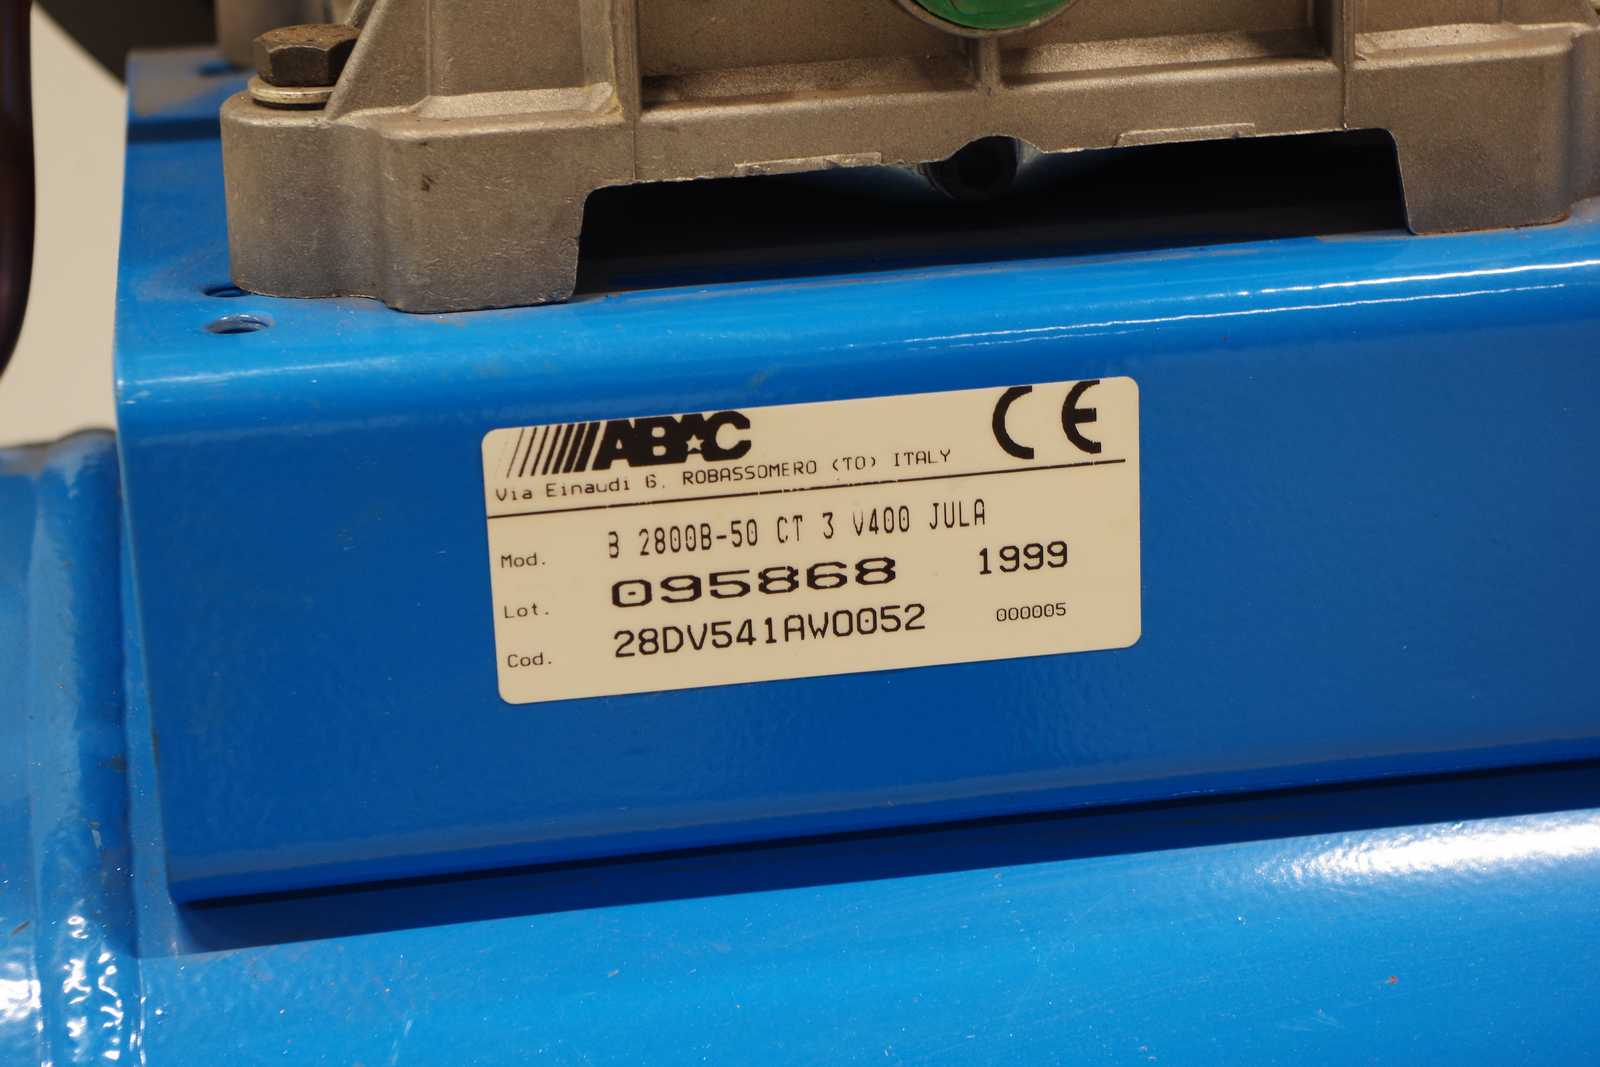 ABAC CE
Via Einaudi 6, ROBASSOMERO (TO) ITALY
Mod. B 2800B-50 CT 3 V400 JULA
Lot. 095868 1999
Cod. 28DV541AW0052 000005